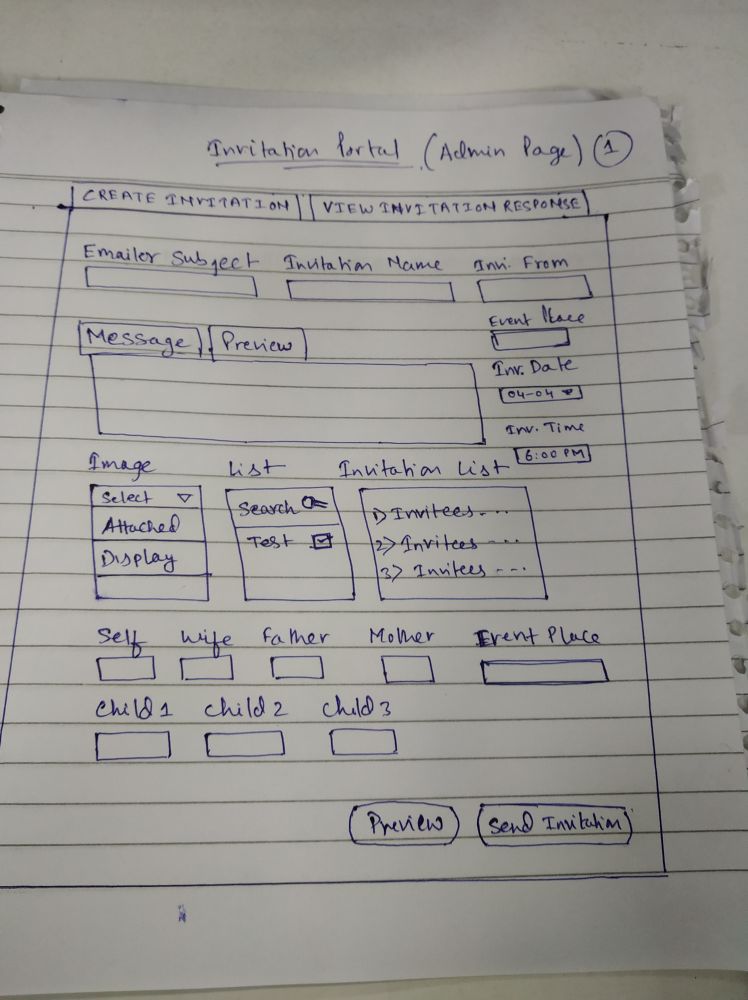 Invitation Portal (Admin Page) 1
CREATE INVITATION VIEW INVITATION RESPONSE
Emailer Subject Invitation Name Inv. From
Event Place
Message Preview
Inv. Date
04-04
Inv. Time
6:00 PM
Image List Invitation List
Select Search 1) Invitees...
Attached Test 2) Invitees ...
Display 3) Invitees ---
Self Wife Father Mother Event Place
Child 1 Child 2 Child 3
Preview Send Invitation